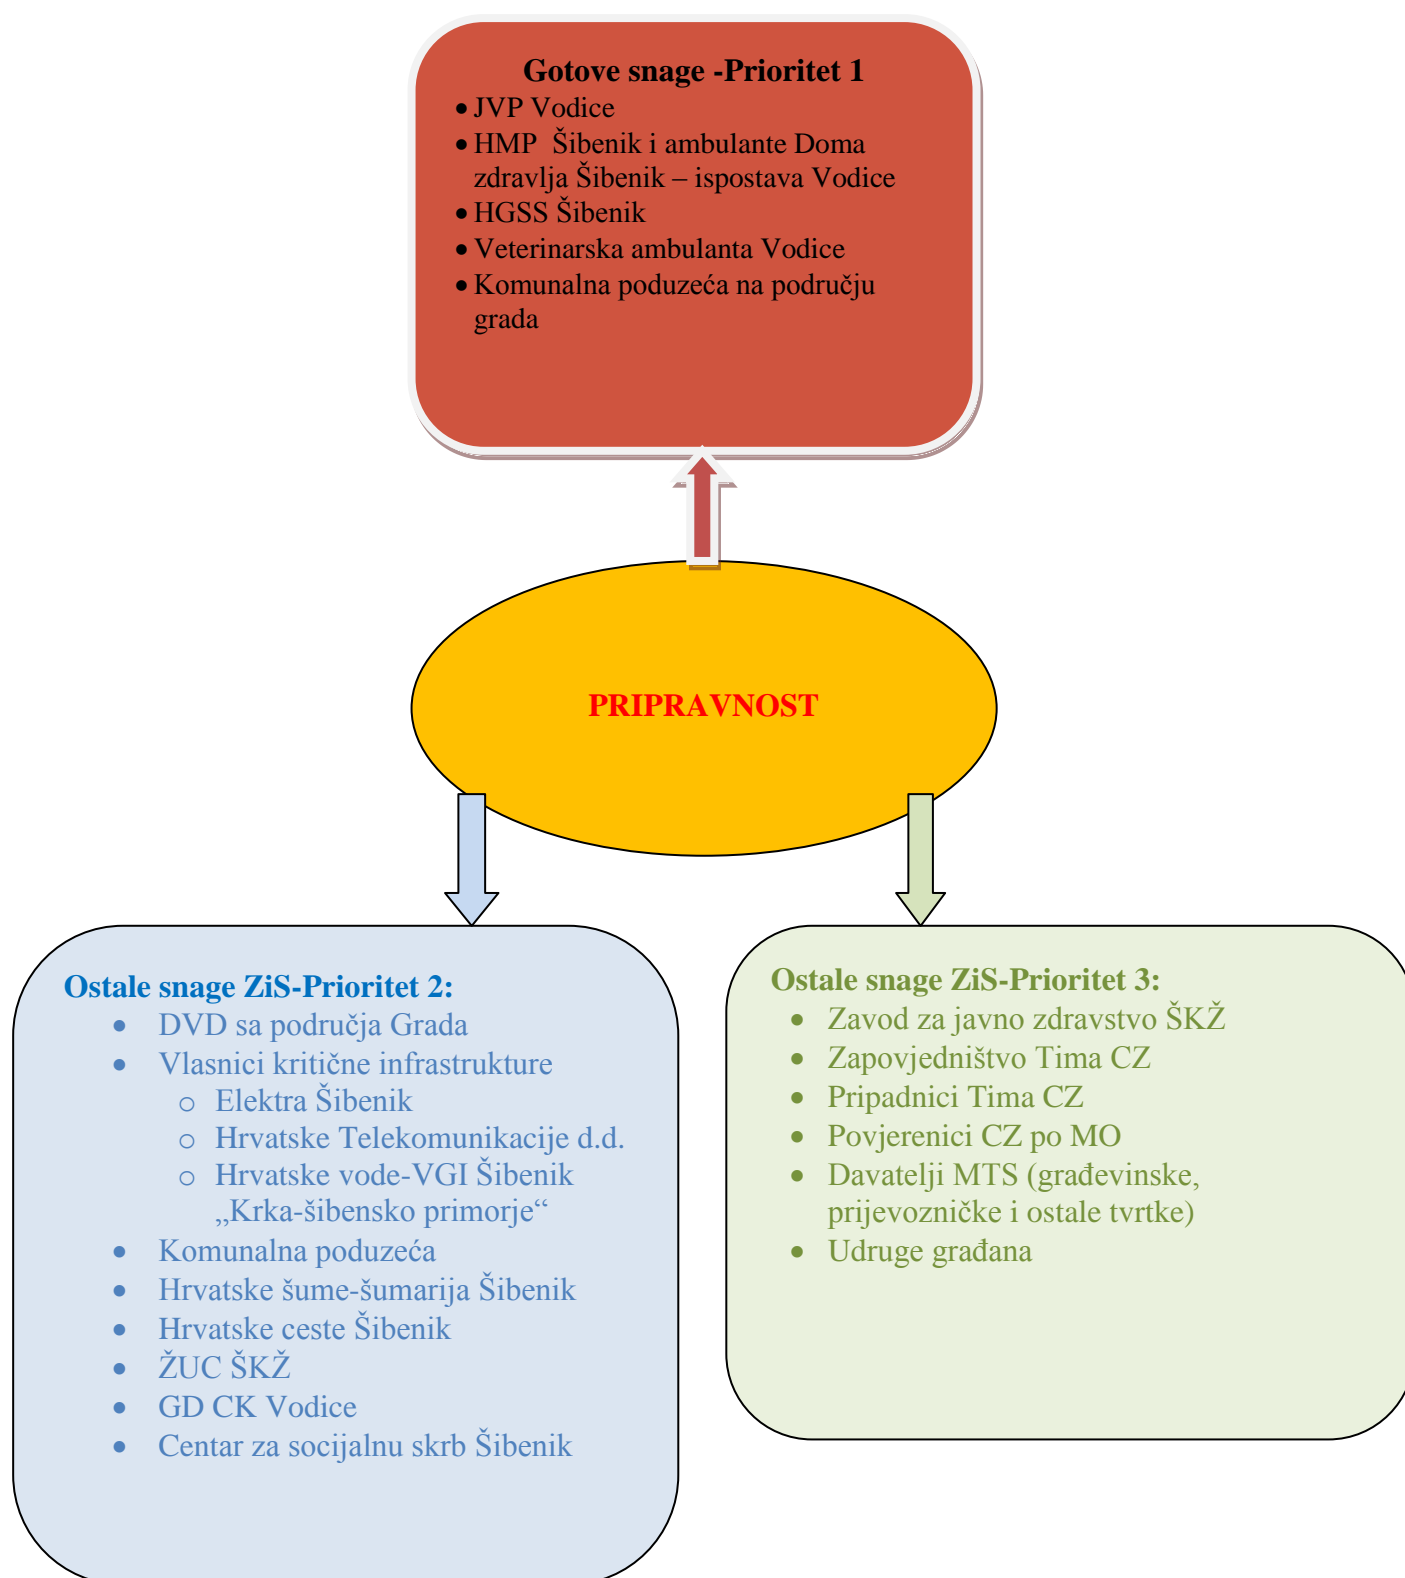 Gotove snage -Prioritet 1
• JVP Vodice
• HMP Šibenik i ambulante Doma
zdravlja Šibenik – ispostava Vodice
• HGSS Šibenik
• Veterinarska ambulanta Vodice
• Komunalna poduzeća na području
grada
PRIPRAVNOST
Ostale snage ZiS-Prioritet 2:
• DVD sa područja Grada
• Vlasnici kritične infrastrukture
o Elektra Šibenik
o Hrvatske Telekomunikacije d.d.
o Hrvatske vode-VGI Šibenik
„Krka-šibensko primorje“
• Komunalna poduzeća
• Hrvatske šume-šumarija Šibenik
• Hrvatske ceste Šibenik
• ŽUC ŠKŽ
• GD CK Vodice
• Centar za socijalnu skrb Šibenik
Ostale snage ZiS-Prioritet 3:
• Zavod za javno zdravstvo ŠKŽ
• Zapovjedništvo Tima CZ
• Pripadnici Tima CZ
• Povjerenici CZ po MO
• Davatelji MTS (građevinske,
prijevozničke i ostale tvrtke)
• Udruge građana